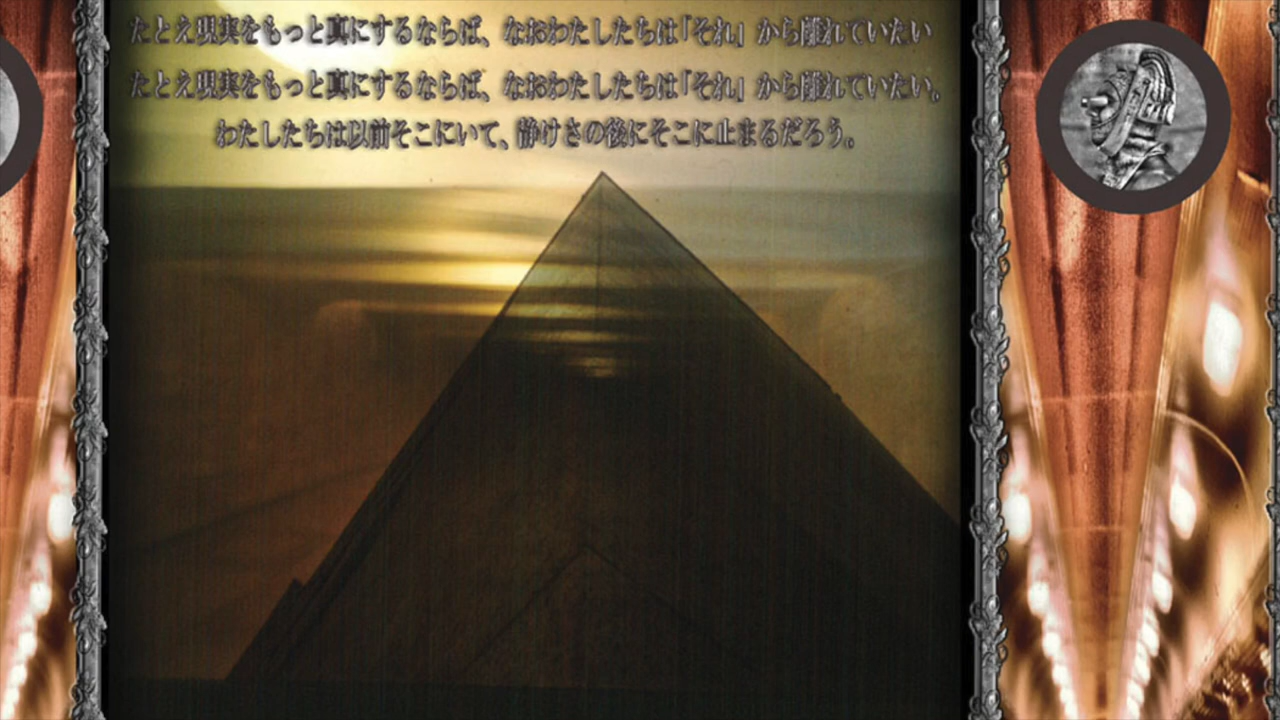 たとえ現実をもっと真にするならば、なおわたしたちは「それ」から離れていたい
たとえ現実をもっと真にするならば、なおわたしたちは「それ」から離れていたい。
わたしたちは以前そこにいて、静けさの後にそこに止まるだろう。